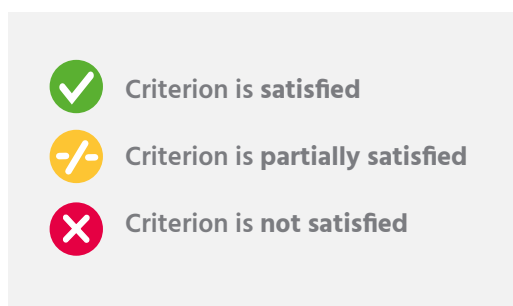 Criterion is satisfied
Criterion is partially satisfied
Criterion is not satisfied